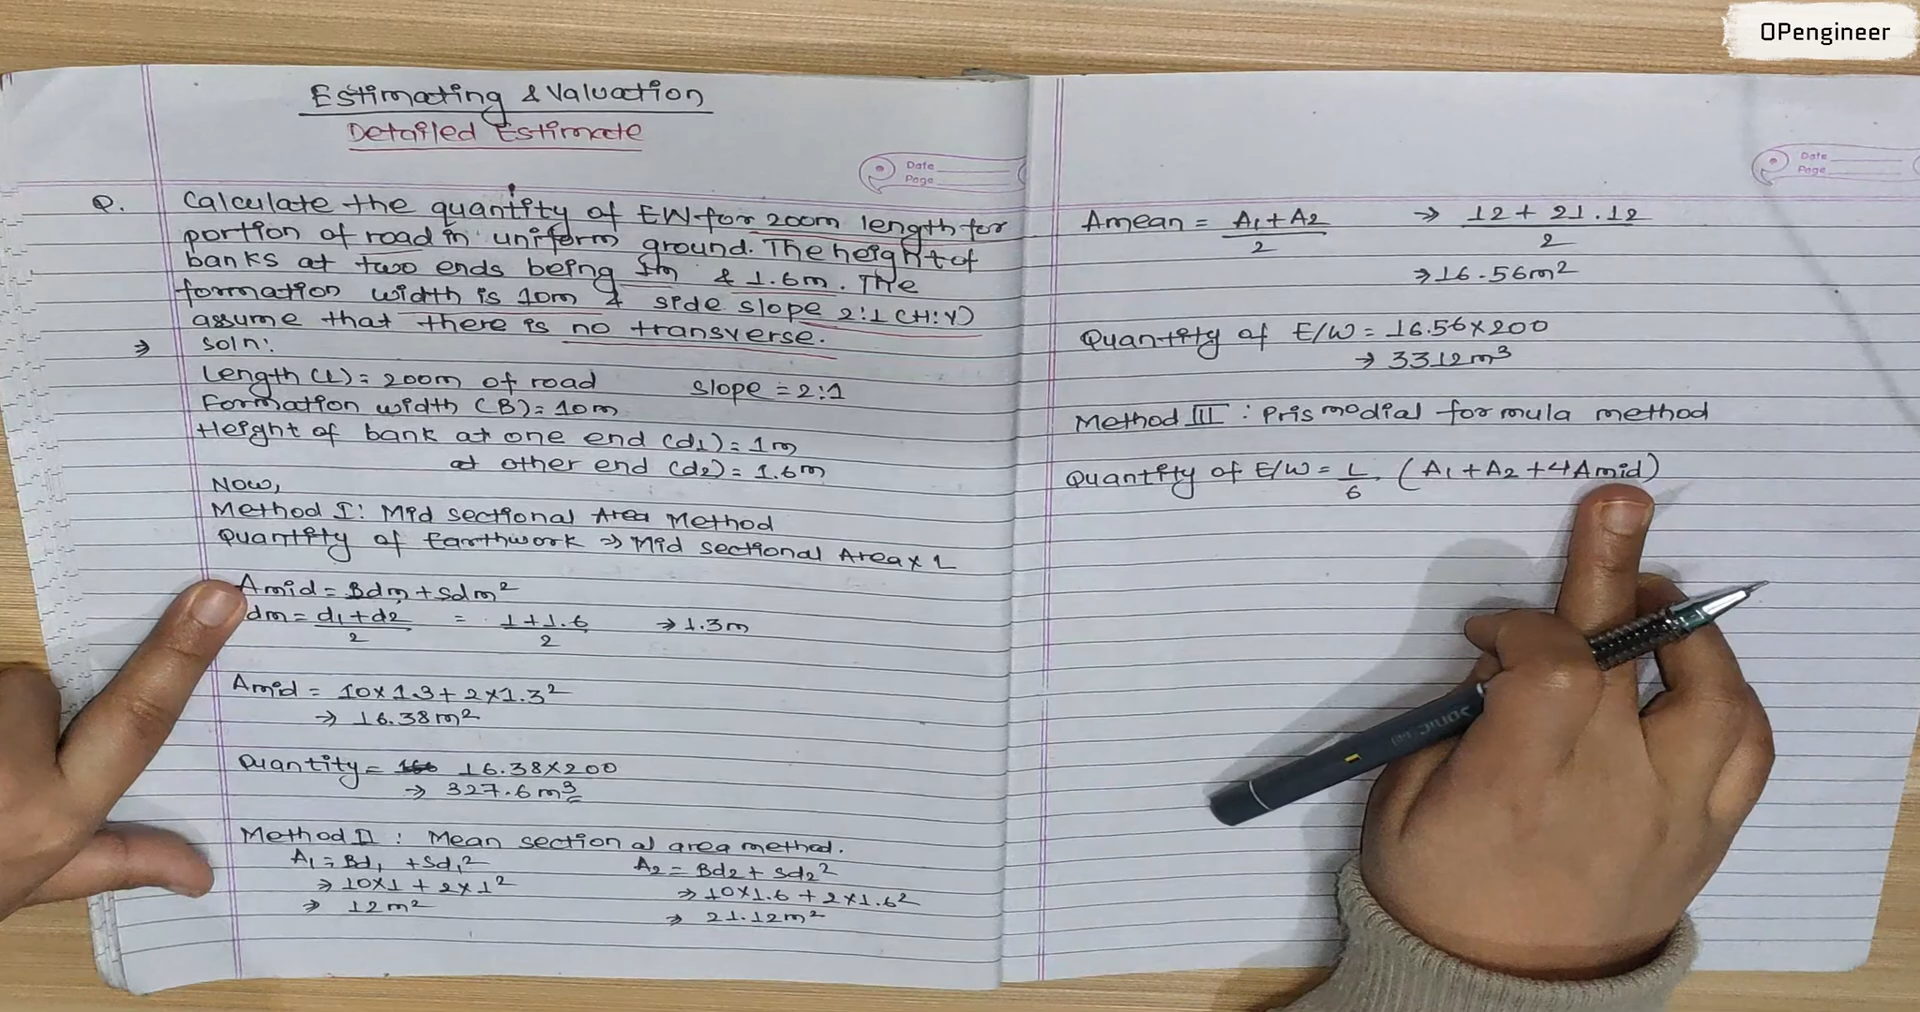 OPengineer
Estimating & Valuation
Detailed Estimate
Date
Page
Q. Calculate the quantity of EW for 200m length for
portion of road in uniform ground. The height of
banks at two ends being 1m & 1.6m. The
formation width is 10m & side slope 2:1 (H:V)
assume that there is no transverse.
⇒ Soln:
Length (L) = 200m of road slope = 2:1
Formation width (B) = 10m
Height of bank at one end (d1) = 1m
at other end (d2) = 1.6m
Now,
Method I: Mid sectional Area Method
Quantity of Earthwork ⇒ Mid sectional Area x L
Amid = Bdm + Sdm²
dm = d1 + d2 / 2 = 1 + 1.6 / 2 → 1.3m
Amid = 10 x 1.3 + 2 x 1.3²
→ 16.38m²
Quantity = 16.38 x 200
→ 327.6m³
Method II : Mean sectional area method.
A1 = Bd1 + Sd1² A2 = Bd2 + Sd2²
⇒ 10x1 + 2x1² ⇒ 10x1.6 + 2x1.6²
⇒ 12m² ⇒ 21.12m²
Date
Page
Amean = A1 + A2 / 2 → 12 + 21.12 / 2
⇒ 16.56m²
Quantity of E/W = 16.56x200
→ 3312m³
Method III : Prismodial formula method
Quantity of E/W = L/6 (A1 + A2 + 4Amid)